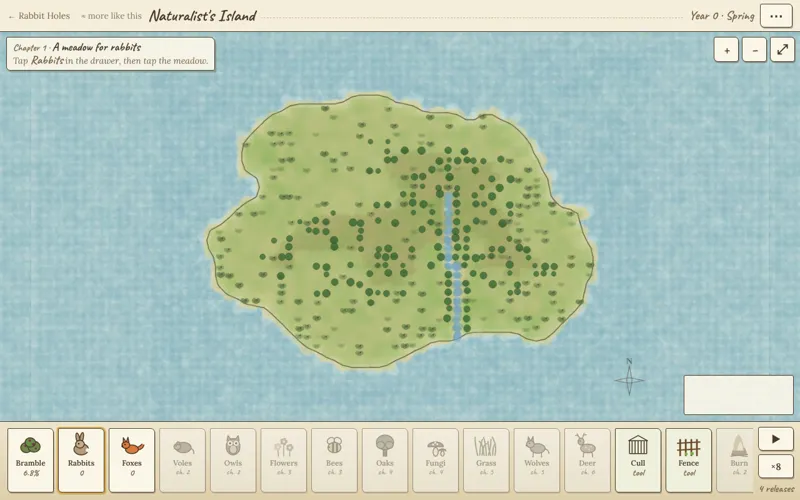 ← Rabbit Holes » more like this Naturalist's Island Year 0 · Spring ...
Chapter 1 · A meadow for rabbits
Tap Rabbits in the drawer, then tap the meadow.
+ −
N
Bramble Rabbits Foxes Voles Owls Flowers Bees Oaks Fungi Grass Wolves Deer Cull Fence Burn
6.8% 0 0 ch. 2 ch. 2 ch. 3 ch. 3 ch. 4 ch. 4 ch. 5 ch. 5 ch. 6 tool tool ch. 2
×8
4 releases